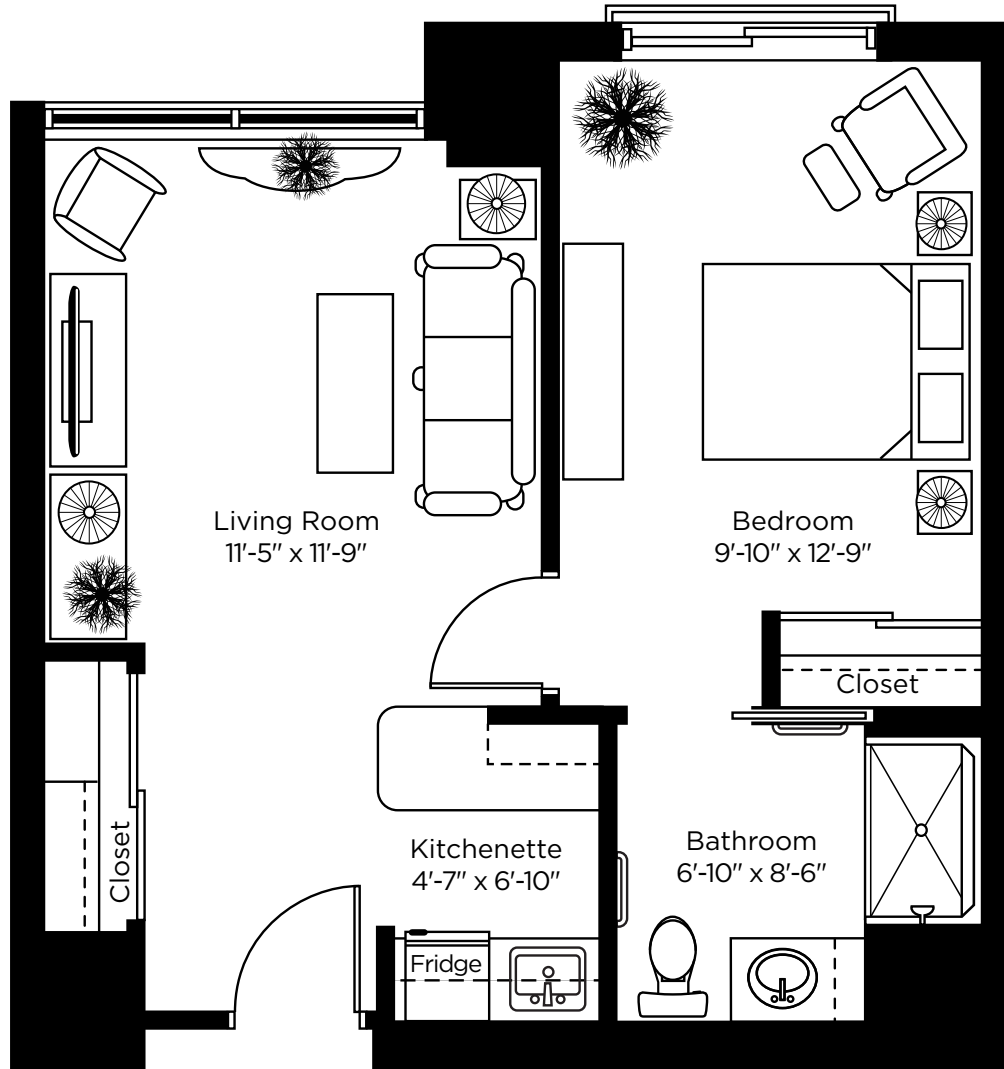 Living Room
11'-5" x 11'-9"
Bedroom
9'-10" x 12'-9"
Closet
Closet
Kitchenette
4'-7" x 6'-10"
Bathroom
6'-10" x 8'-6"
Fridge